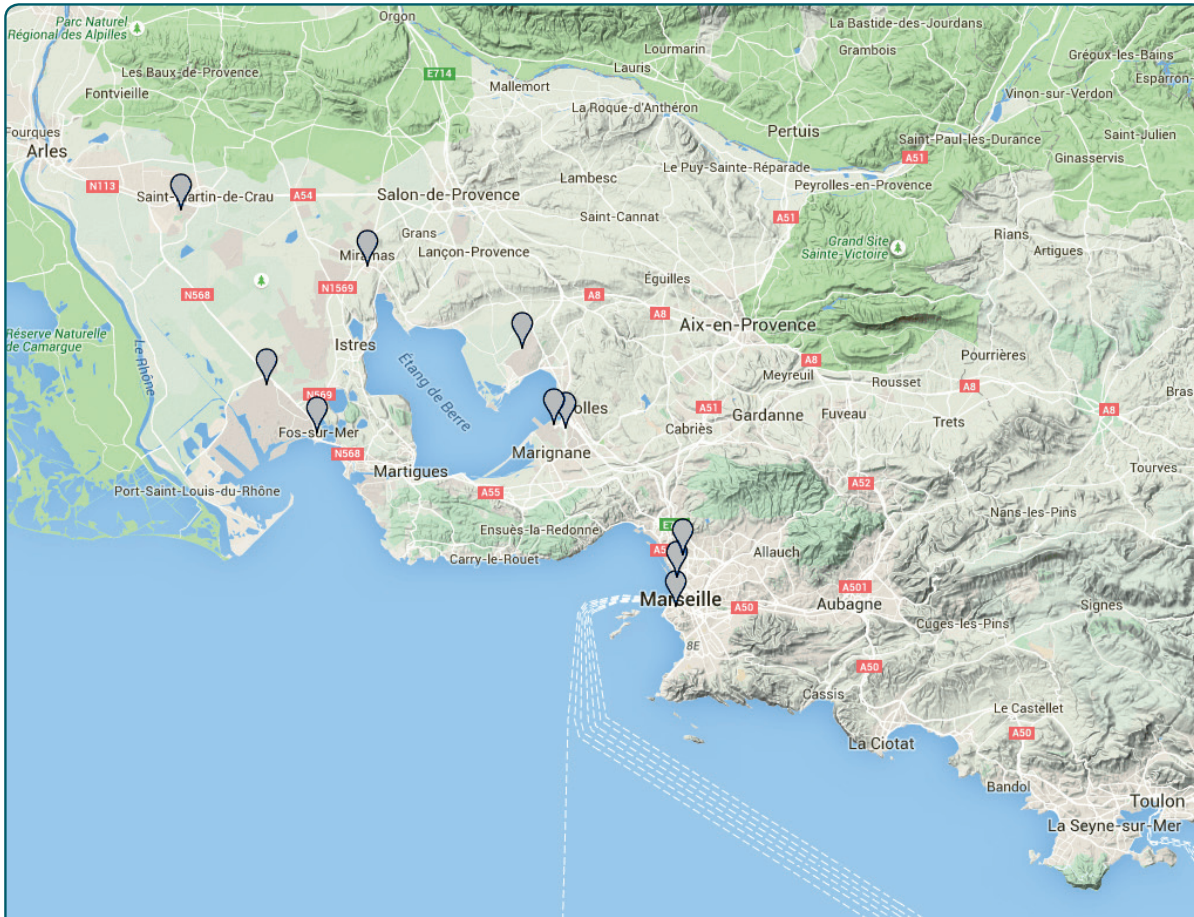 Parc Naturel
Régional des Alpilles
Orgon
La Bastide-des-Jourdans
Lourmarin
Grambois
Gréoux-les-Bains
Les Baux-de-Provence
E714
Lauris
Esparron-
Fontvieille
Mallemort
Vinon-sur-Verdon
La Roque-d'Anthéron
Fourques
Pertuis
Saint-Paul-lès-Durance
Saint-Julien
Arles
A51
Ginasservis
Le Puy-Sainte-Réparade
N113
Lambesc
Peyrolles-en-Provence
Saint-Martin-de-Crau
A54
Salon-de-Provence
Saint-Cannat
A51
Grans
Rians
Lançon-Provence
Grand Site
Sainte-Victoire
Artigues
Miramas
Éguilles
N568
N1569
A8
A8
Aix-en-Provence
Réserve Naturelle
de Camargue
Le Rhône
Istres
Étang de Berre
A8
Pourrières
Meyreuil
Rousset
A8
Bras
N569
A51
Gardanne
Fuveau
A8
Trets
Cabriès
Fos-sur-Mer
N568
Marignane
Martigues
Tourves
A52
Port-Saint-Louis-du-Rhône
A55
Nans-les-Pins
Ensuès-la-Redonne
Carry-le-Rouet
Allauch
A501
Marseille
A50
Aubagne
Signes
Cuges-les-Pins
8E
A50
Cassis
Le Castellet
A50
La Ciotat
Bandol
Toulon
La Seyne-sur-Mer